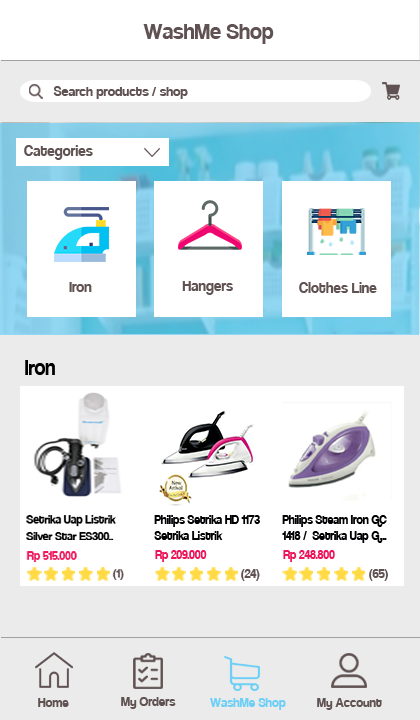 WashMe Shop
Search products / shop
Categories
Iron
Hangers
Clothes Line
Iron
New
Arrival
Setrika Uap Listrik
Silver Star ES300..
Rp 515.000
(1)
Philips Setrika HD 1173
Setrika Listrik
Rp 209.000
(24)
Philips Steam Iron GC
1418 / Setrika Uap G...
Rp 248.800
(65)
Home
My Orders
WashMe Shop
My Account